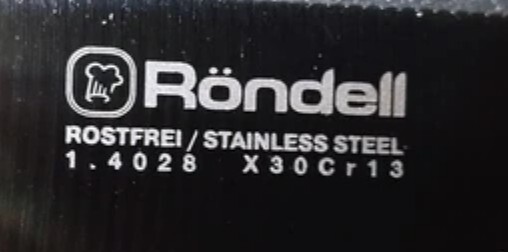 Röndell
ROSTFREI / STAINLESS STEEL
1.4028 X30Cr13